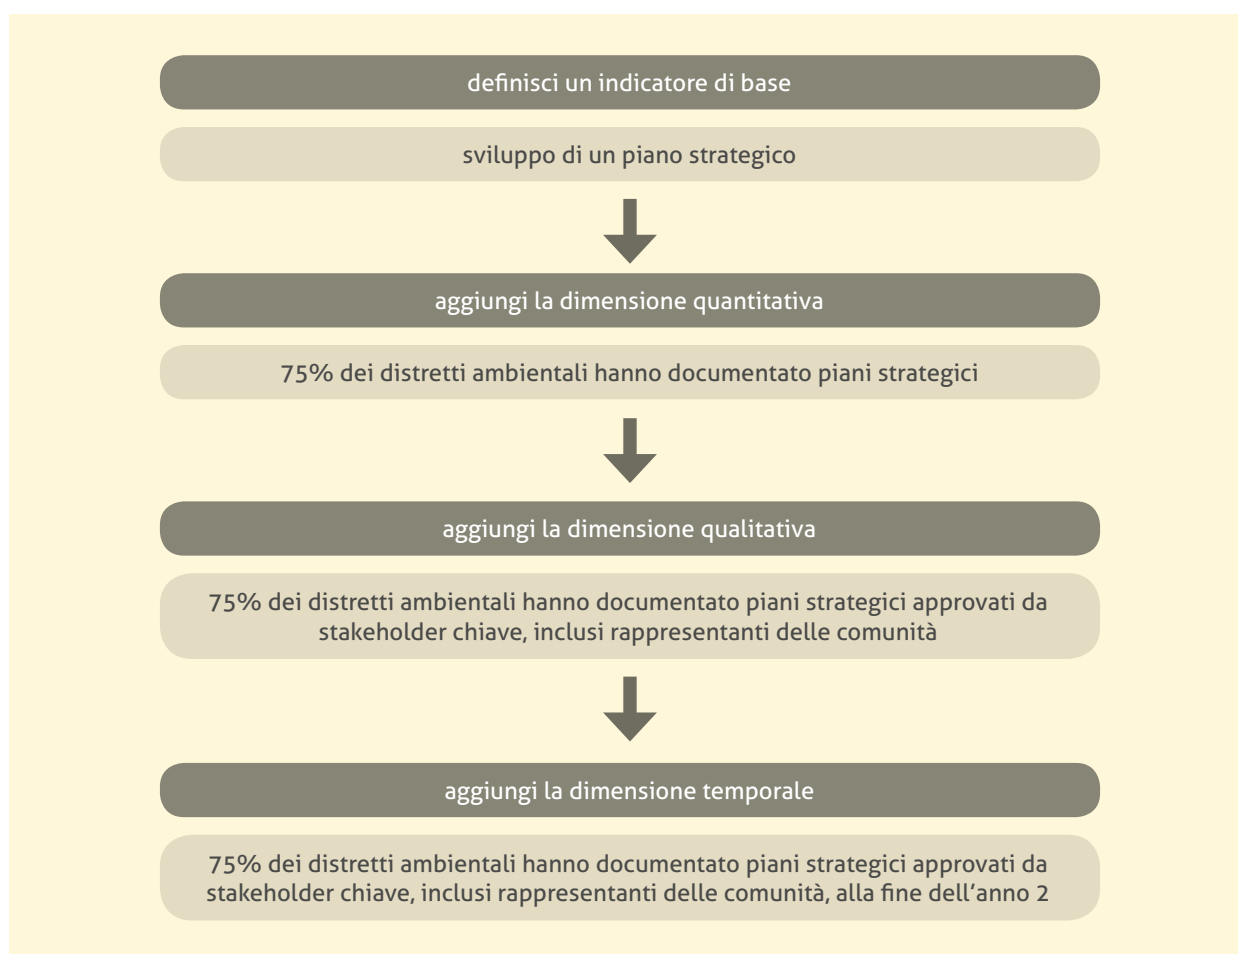 definisci un indicatore di base
sviluppo di un piano strategico
aggiungi la dimensione quantitativa
75% dei distretti ambientali hanno documentato piani strategici
aggiungi la dimensione qualitativa
75% dei distretti ambientali hanno documentato piani strategici approvati da
stakeholder chiave, inclusi rappresentanti delle comunità
aggiungi la dimensione temporale
75% dei distretti ambientali hanno documentato piani strategici approvati da
stakeholder chiave, inclusi rappresentanti delle comunità, alla fine dell'anno 2